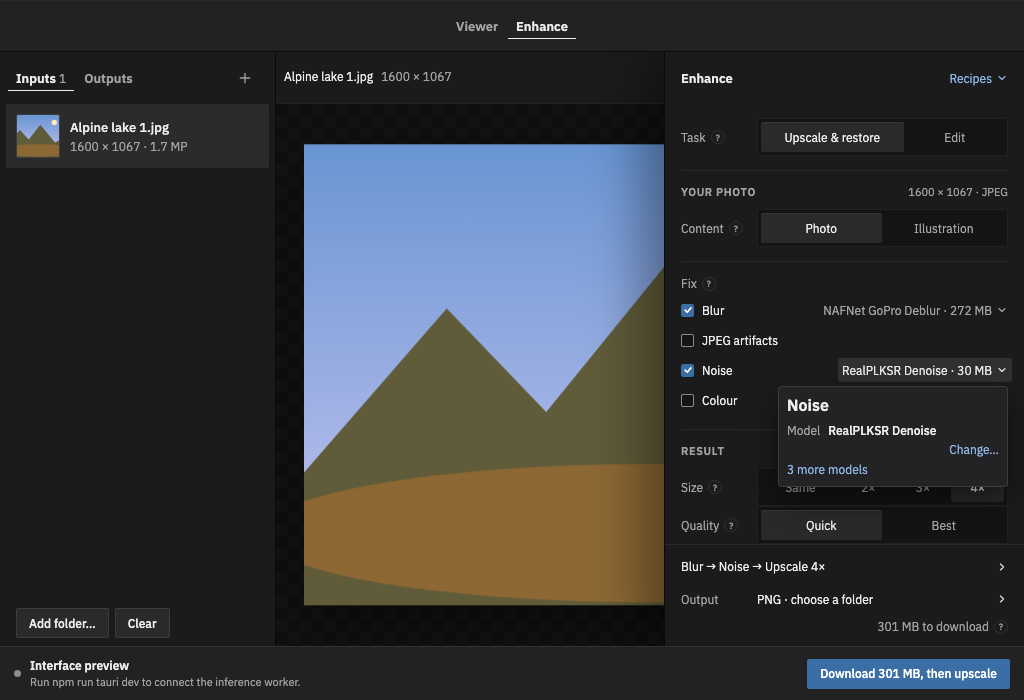 Viewer Enhance
Inputs 1 Outputs +
Alpine lake 1.jpg
1600 × 1067 · 1.7 MP
Add folder... Clear
Alpine lake 1.jpg 1600 × 1067
Enhance Recipes
Task ? Upscale & restore Edit
YOUR PHOTO 1600 × 1067 · JPEG
Content ? Photo Illustration
Fix ?
Blur NAFNet GoPro Deblur · 272 MB
JPEG artifacts
Noise RealPLKSR Denoise · 30 MB
Colour
Noise
Model RealPLKSR Denoise
Change...
3 more models
RESULT
Size ? Same 2× 3× 4×
Quality ? Quick Best
Blur → Noise → Upscale 4×
Output PNG · choose a folder
301 MB to download ?
Interface preview
Run npm run tauri dev to connect the inference worker.
Download 301 MB, then upscale